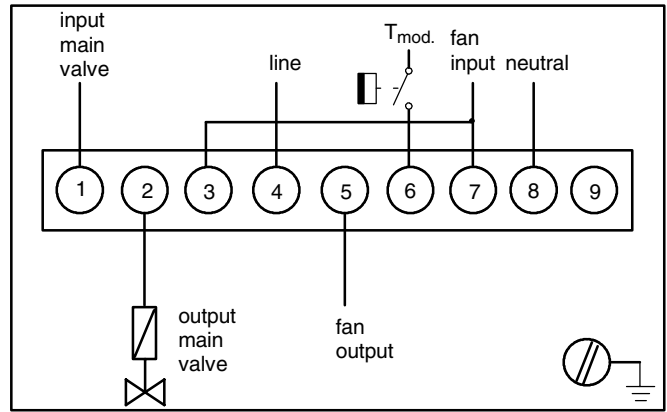 input
main
valve
line
Tmod.
fan
input
neutral
1
2
3
4
5
6
7
8
9
output
main
valve
fan
output